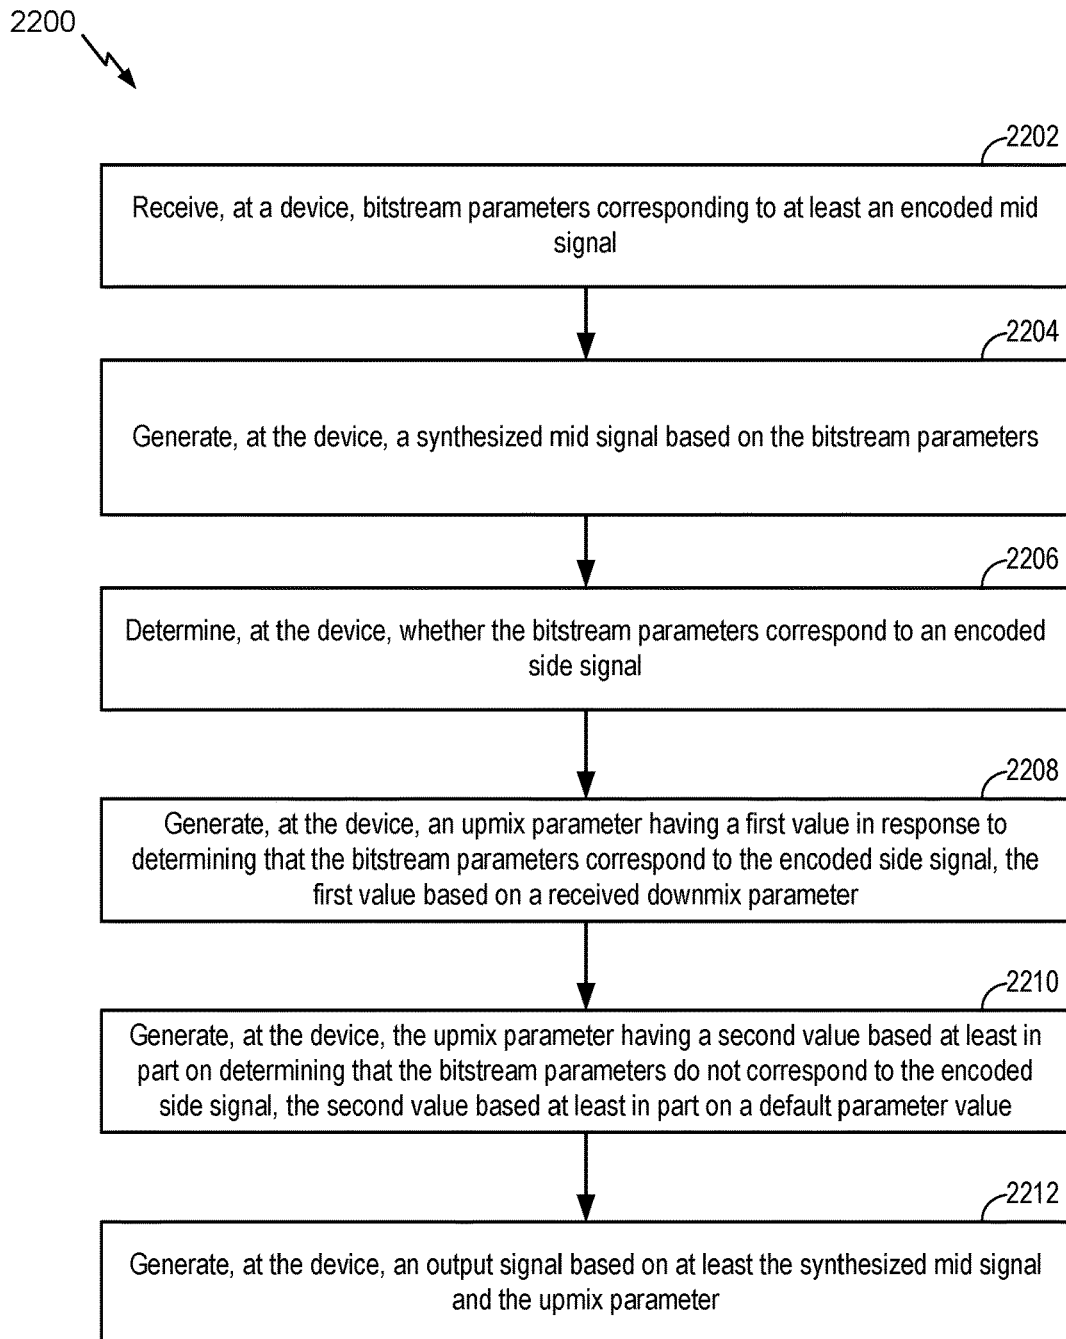 2200
2202
Receive, at a device, bitstream parameters corresponding to at least an encoded mid
signal
2204
Generate, at the device, a synthesized mid signal based on the bitstream parameters
2206
Determine, at the device, whether the bitstream parameters correspond to an encoded
side signal
2208
Generate, at the device, an upmix parameter having a first value in response to
determining that the bitstream parameters correspond to the encoded side signal, the
first value based on a received downmix parameter
2210
Generate, at the device, the upmix parameter having a second value based at least in
part on determining that the bitstream parameters do not correspond to the encoded
side signal, the second value based at least in part on a default parameter value
2212
Generate, at the device, an output signal based on at least the synthesized mid signal
and the upmix parameter